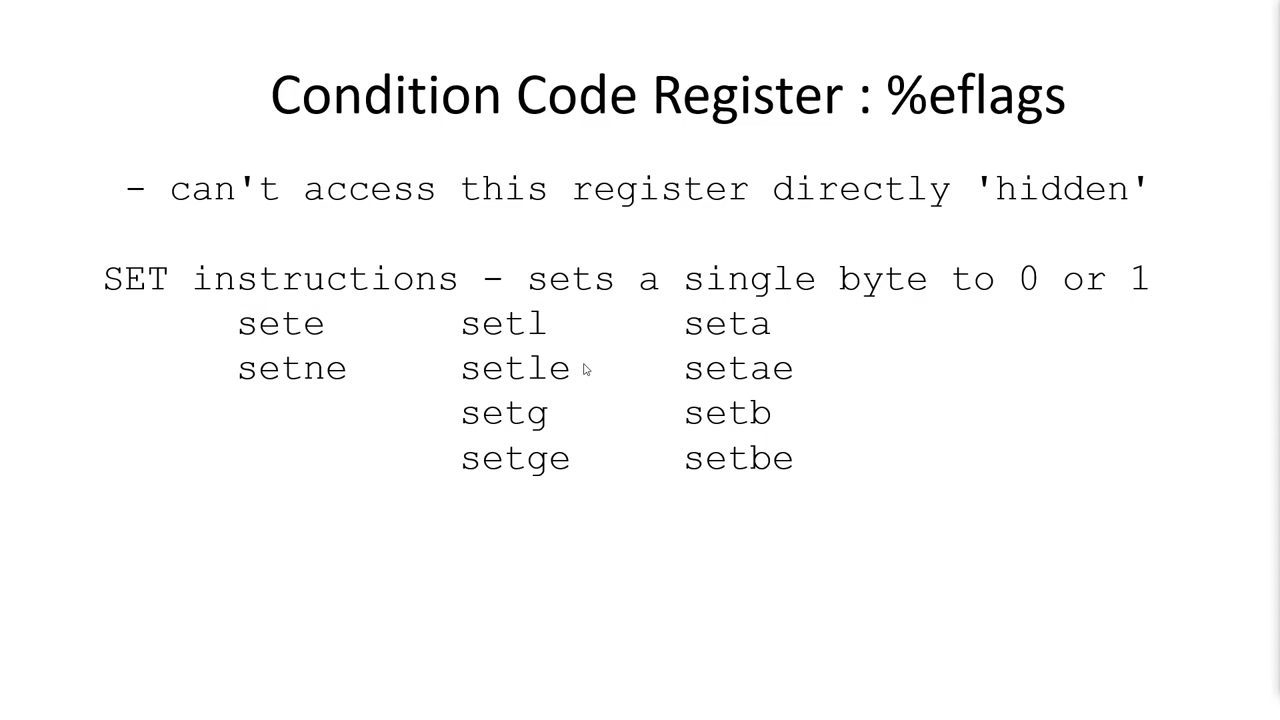 Condition Code Register : %eflags
- can't access this register directly 'hidden'
SET instructions - sets a single byte to 0 or 1
sete setl seta
setne setle setae
setg setb
setge setbe